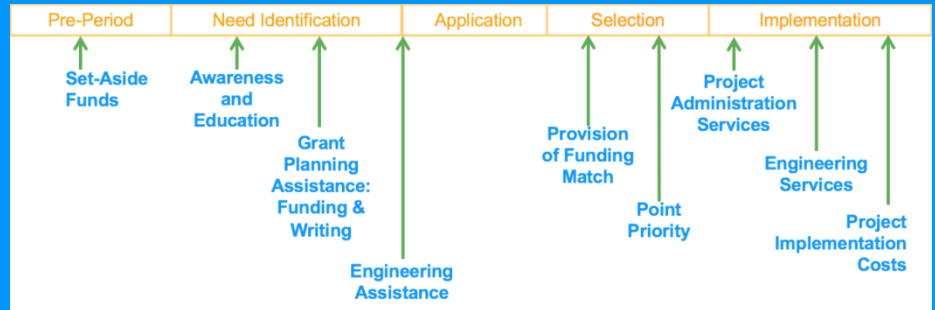 Pre-Period
Need Identification
Application
Selection
Implementation
Set-Aside
Funds
Awareness
and
Education
Grant
Planning
Assistance:
Funding &
Writing
Engineering
Assistance
Provision
of Funding
Match
Point
Priority
Project
Administration
Services
Engineering
Services
Project
Implementation
Costs